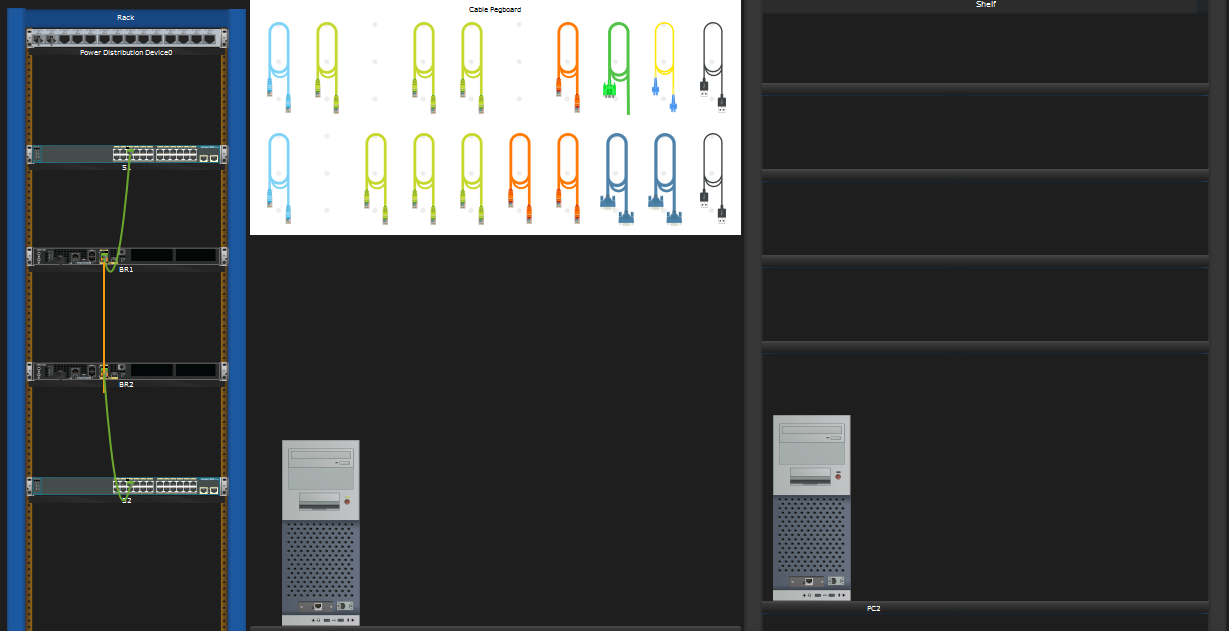 Rack
Power Distribution Device0
S1
BR1
BR2
S2
Cable Pegboard
Shelf
PC2